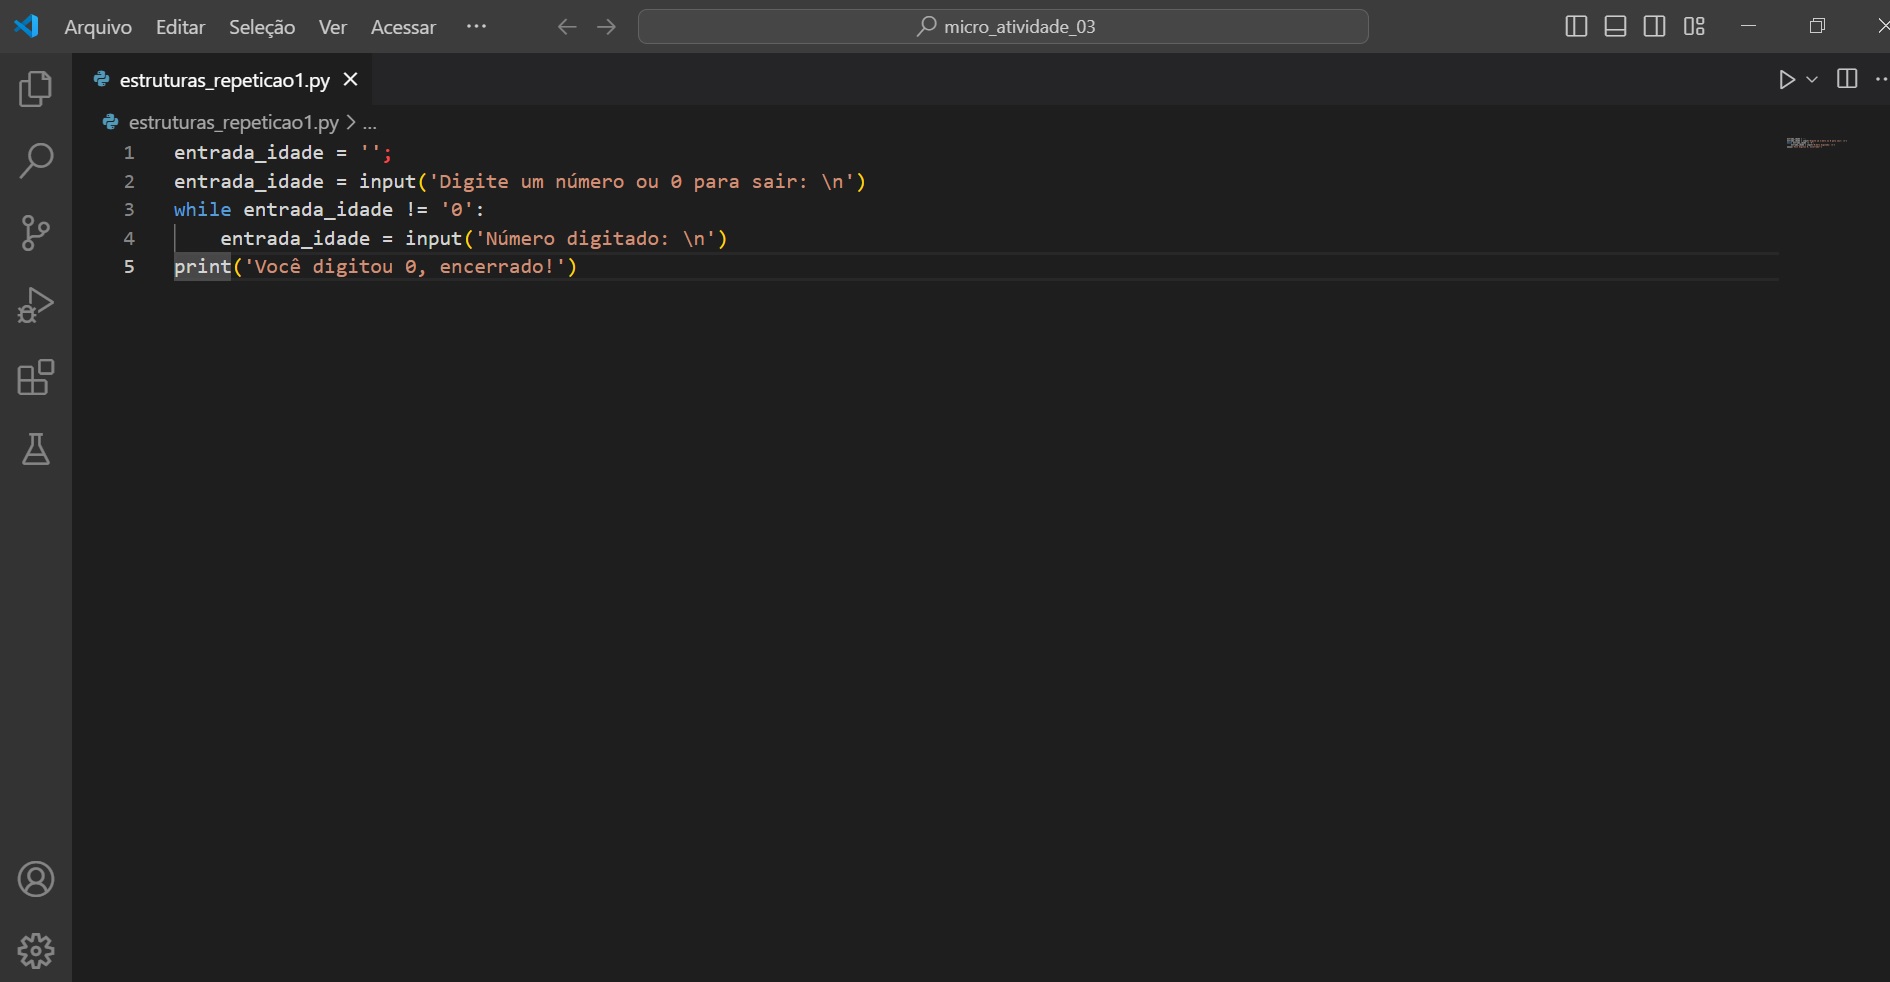 Arquivo Editar Seleção Ver Acessar ··· micro_atividade_03
estruturas_repeticao1.py
estruturas_repeticao1.py > ...
1 entrada_idade = '';
2 entrada_idade = input('Digite um número ou 0 para sair: \n')
3 while entrada_idade != '0':
4     entrada_idade = input('Número digitado: \n')
5 print('Você digitou 0, encerrado!')